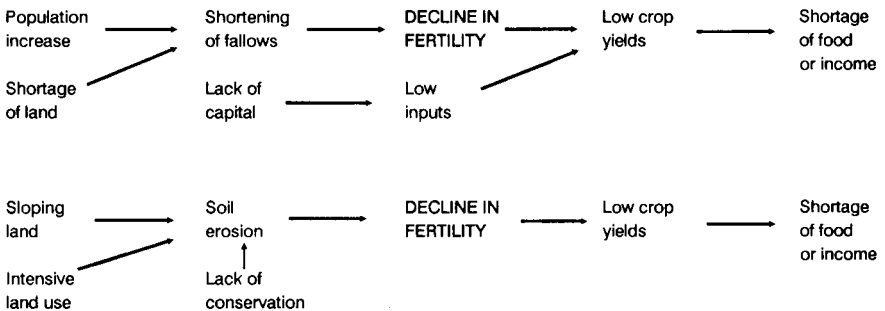 Population
increase
Shortening
of fallows
DECLINE IN
FERTILITY
Low crop
yields
Shortage
of food
or income
Shortage
of land
Lack of
capital
Low
inputs
Sloping
land
Soil
erosion
DECLINE IN
FERTILITY
Low crop
yields
Shortage
of food
or income
Intensive
land use
Lack of
conservation